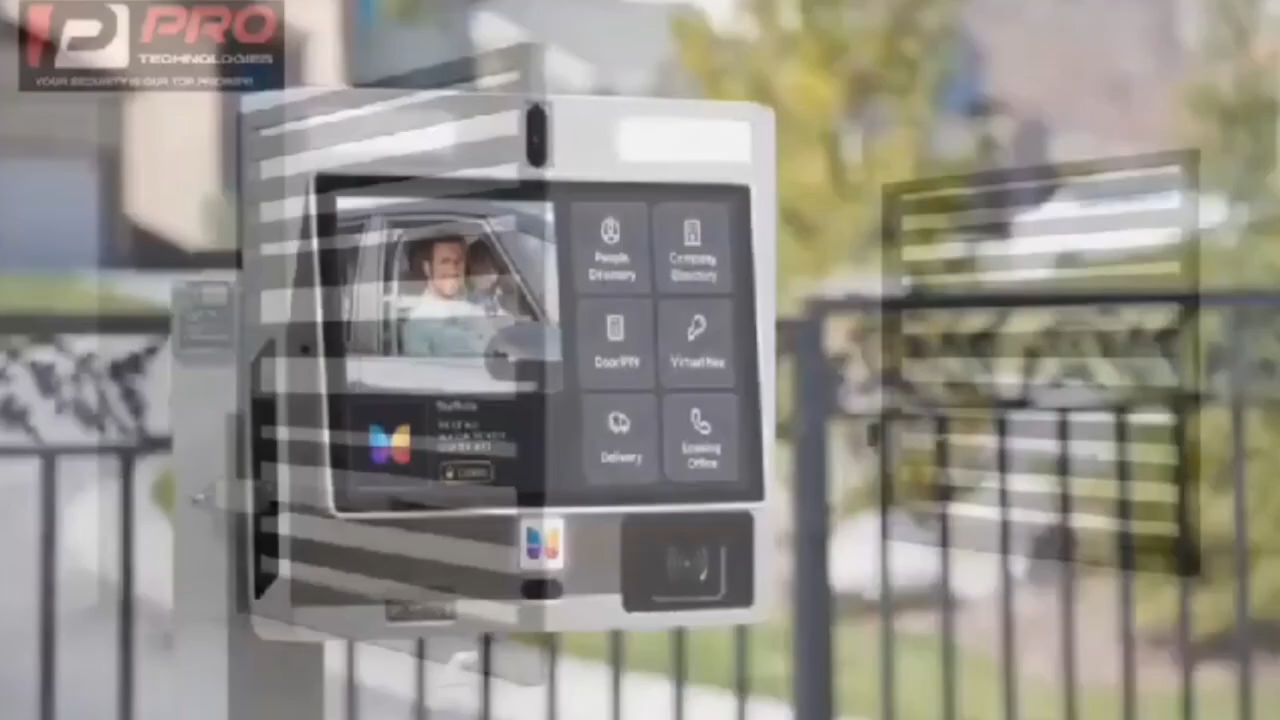 PRO
TECHNOLOGIES
YOUR SECURITY IS OUR TOP PRIORITY
People
Directory
Company
Directory
Door PIN
Virtual Key
Delivery
Leasing
Office